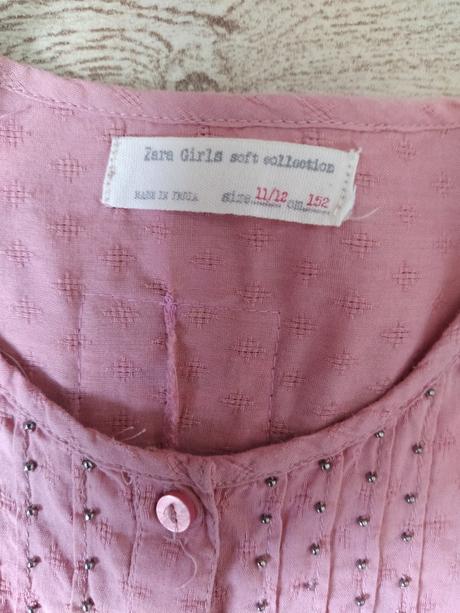 Zara Girls soft collection
MADE IN INDIA size 11/12 cm 152